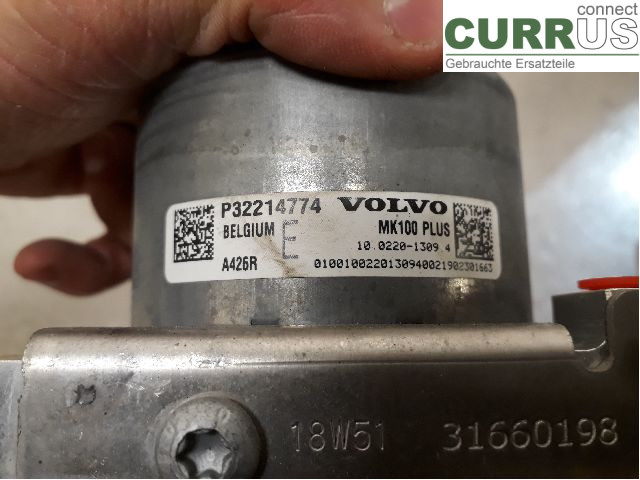 connect
CURRUS
Gebrauchte Ersatzteile
P32214774 VOLVO
BELGIUM E MK100 PLUS
10.0220-1309.4
A426R 0100100220130940021902301663
18W51 31660198